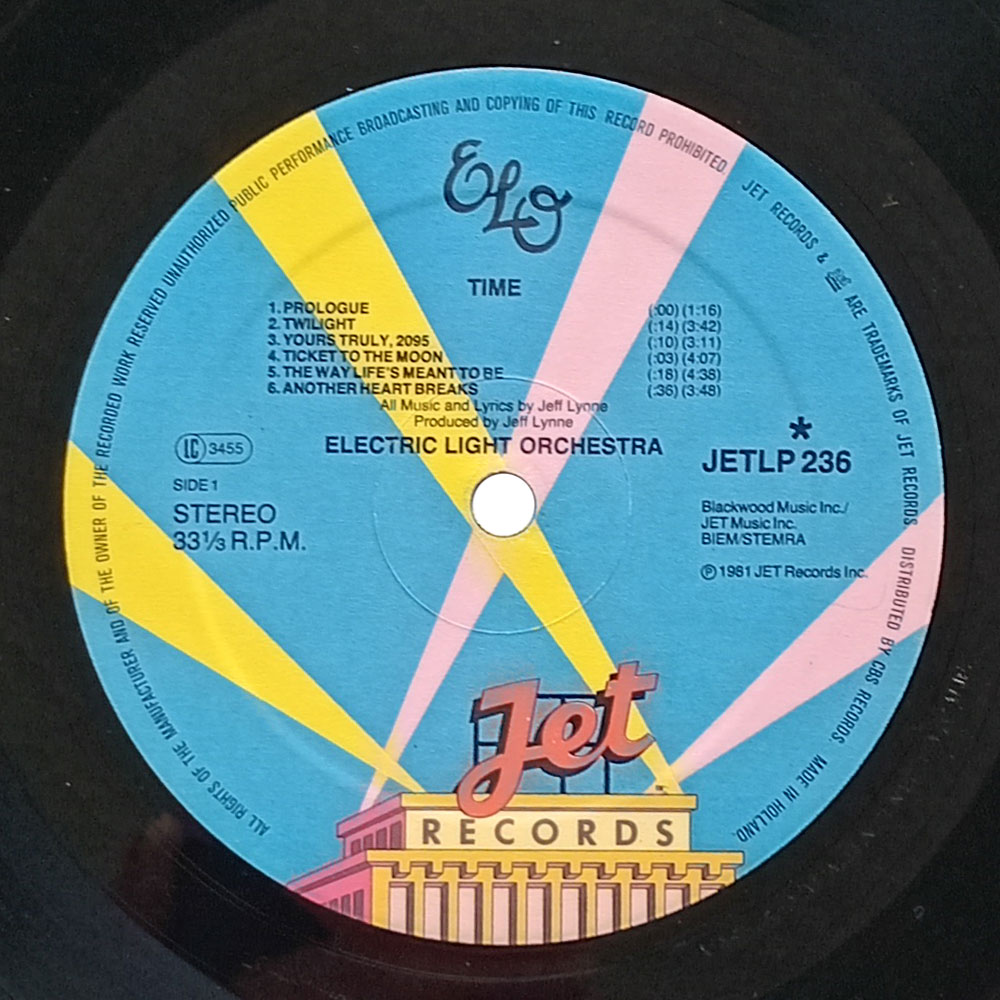 ALL RIGHTS OF THE MANUFACTURER AND OF THE OWNER OF THE RECORDED WORK RESERVED UNAUTHORIZED PUBLIC PERFORMANCE BROADCASTING AND COPYING OF THIS RECORD PROHIBITED. JET RECORDS & ARE TRADEMARKS OF JET RECORDS DISTRIBUTED BY CBS RECORDS. MADE IN HOLLAND.
ELO
TIME
1. PROLOGUE (:00) (1:16)
2. TWILIGHT (:14) (3:42)
3. YOURS TRULY, 2095 (:10) (3:11)
4. TICKET TO THE MOON (:03) (4:07)
5. THE WAY LIFE'S MEANT TO BE (:18) (4:38)
6. ANOTHER HEART BREAKS (:36) (3:48)
All Music and Lyrics by Jeff Lynne
Produced by Jeff Lynne
ELECTRIC LIGHT ORCHESTRA
LC 3455
SIDE 1
STEREO
33⅓ R.P.M.
*
JETLP 236
Blackwood Music Inc./
JET Music Inc.
BIEM/STEMRA
℗ 1981 JET Records Inc.
Jet
RECORDS